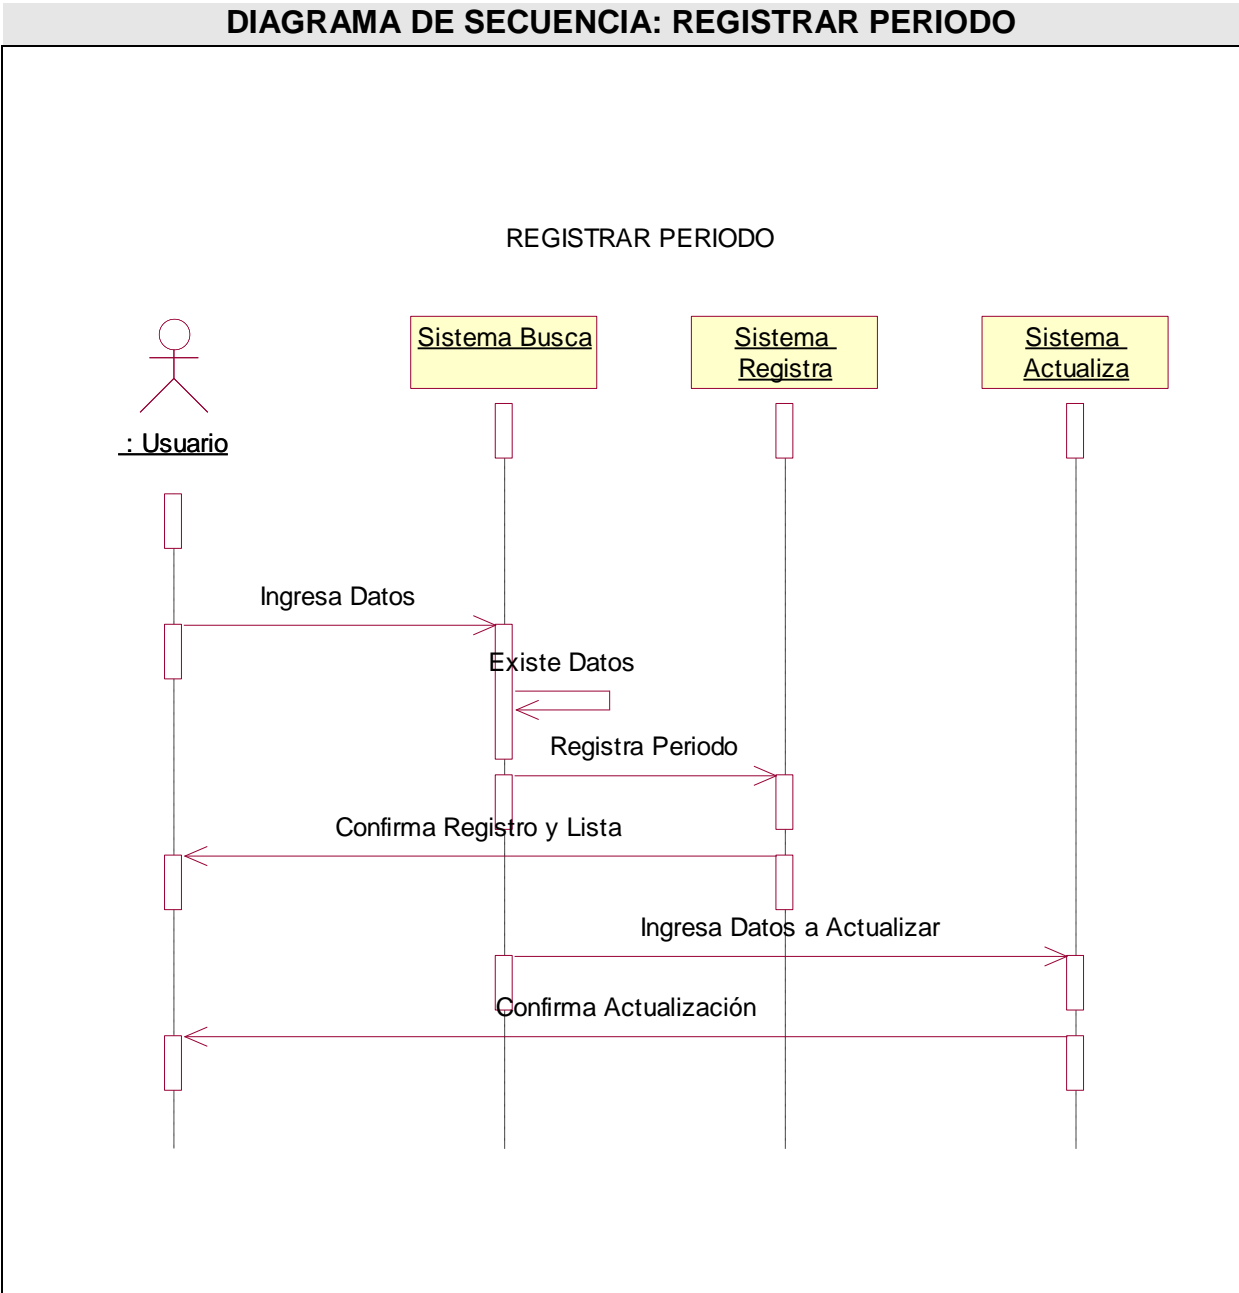 DIAGRAMA DE SECUENCIA: REGISTRAR PERIODO
REGISTRAR PERIODO
: Usuario
Sistema Busca
Sistema
Registra
Sistema
Actualiza
Ingresa Datos
Existe Datos
Registra Periodo
Confirma Registro y Lista
Ingresa Datos a Actualizar
Confirma Actualización